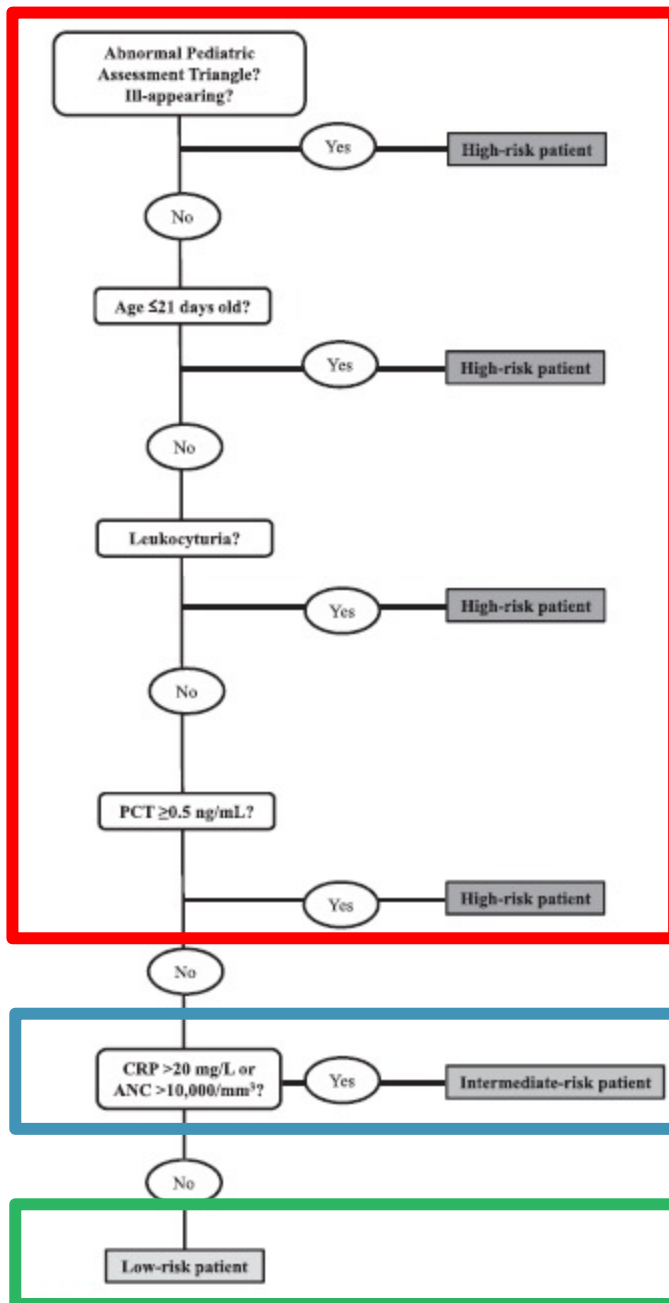 Abnormal Pediatric
Assessment Triangle?
Ill-appearing?
Yes
High-risk patient
No
Age ≤21 days old?
Yes
High-risk patient
No
Leukocyturia?
Yes
High-risk patient
No
PCT ≥0.5 ng/mL?
Yes
High-risk patient
No
CRP >20 mg/L or
ANC >10,000/mm³?
Yes
Intermediate-risk patient
No
Low-risk patient